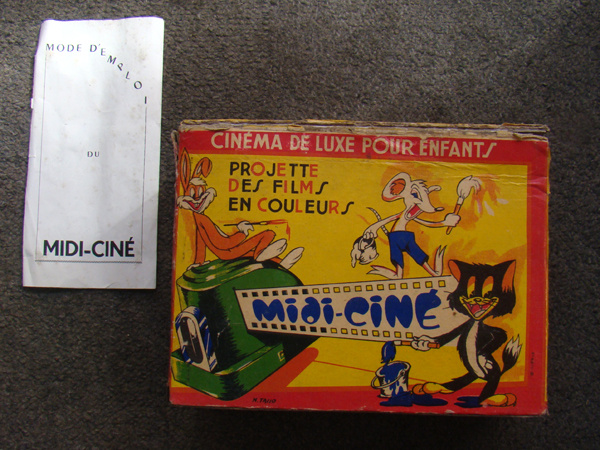 MODE D'EMPLOI
DU
MIDI-CINÉ
CINÉMA DE LUXE POUR ENFANTS
PROJETTE
DES FILMS
EN COULEURS
MIDI-CINÉ